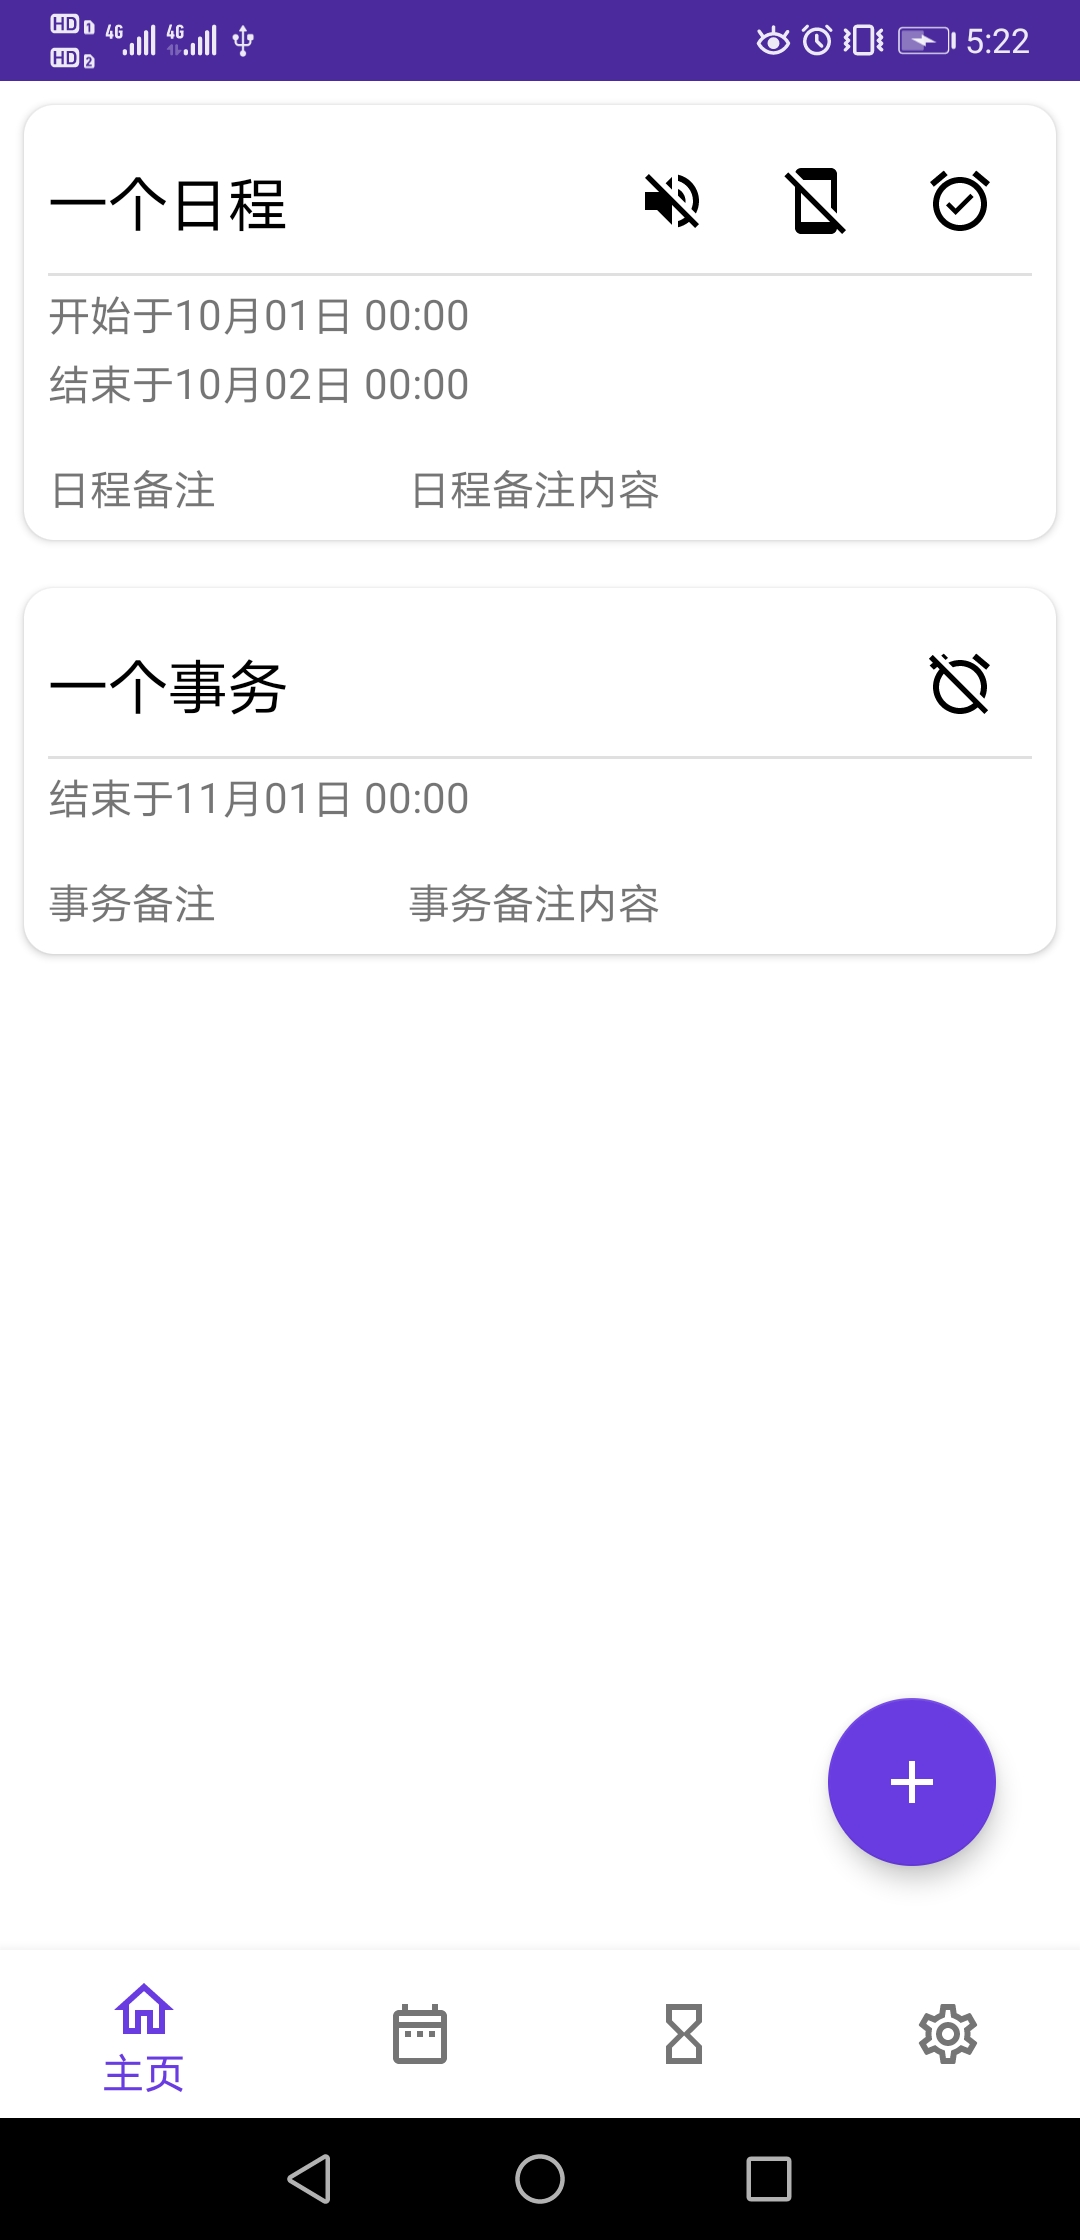 HD 1 4G 4G 5:22
HD 2
一个日程
开始于10月01日 00:00
结束于10月02日 00:00
日程备注 日程备注内容
一个事务
结束于11月01日 00:00
事务备注 事务备注内容
主页